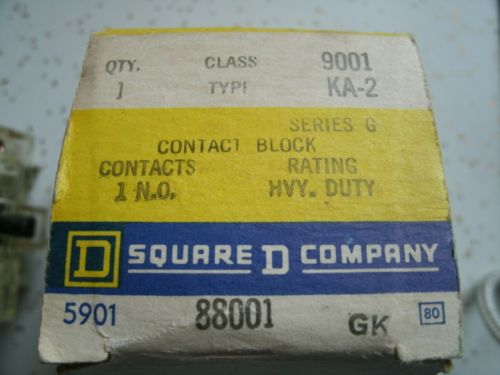 QTY. CLASS 9001
1 TYPE KA-2
SERIES G
CONTACT BLOCK
CONTACTS RATING
1 N.O. HVY. DUTY
D SQUARE D COMPANY
5901 88001 GK 80